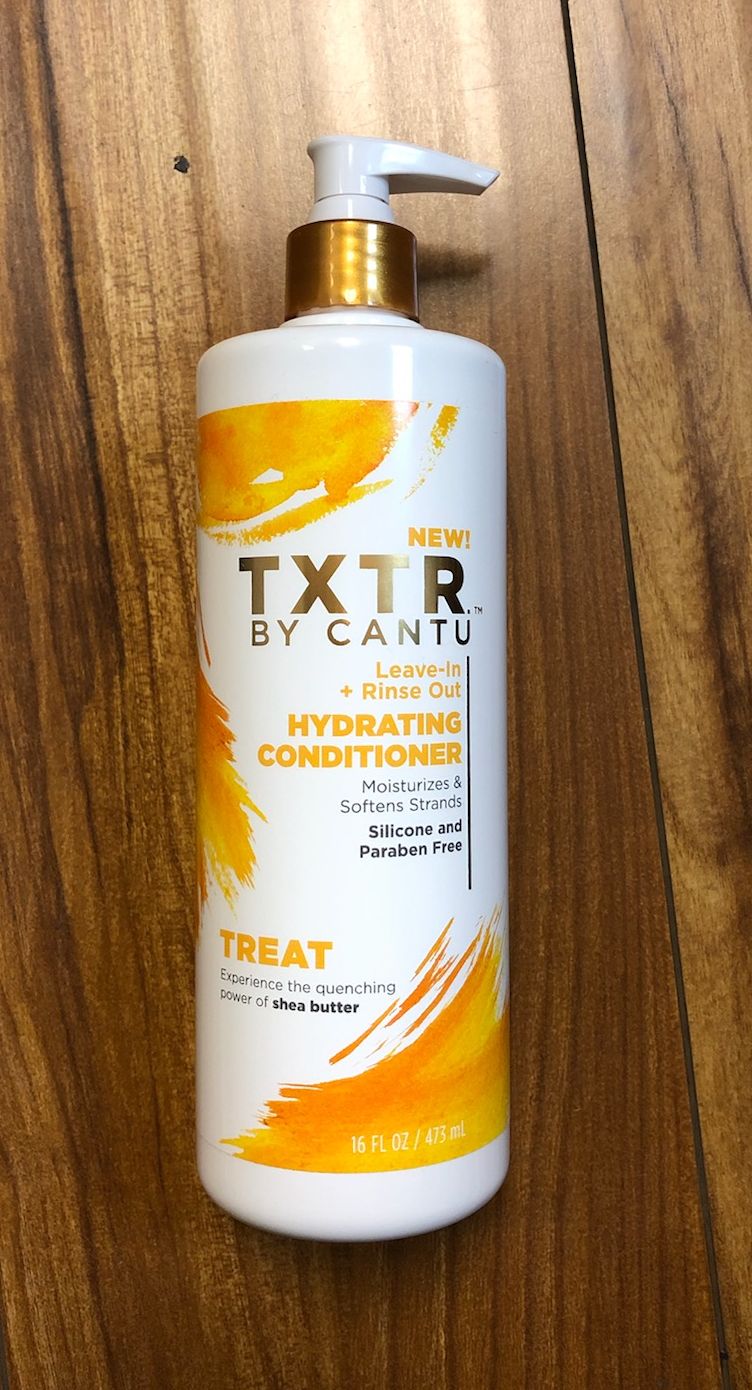 NEW!
TXTR.™
BY CANTU
Leave-In
+ Rinse Out
HYDRATING
CONDITIONER
Moisturizes &
Softens Strands
Silicone and
Paraben Free
TREAT
Experience the quenching
power of shea butter
16 FL OZ / 473 mL